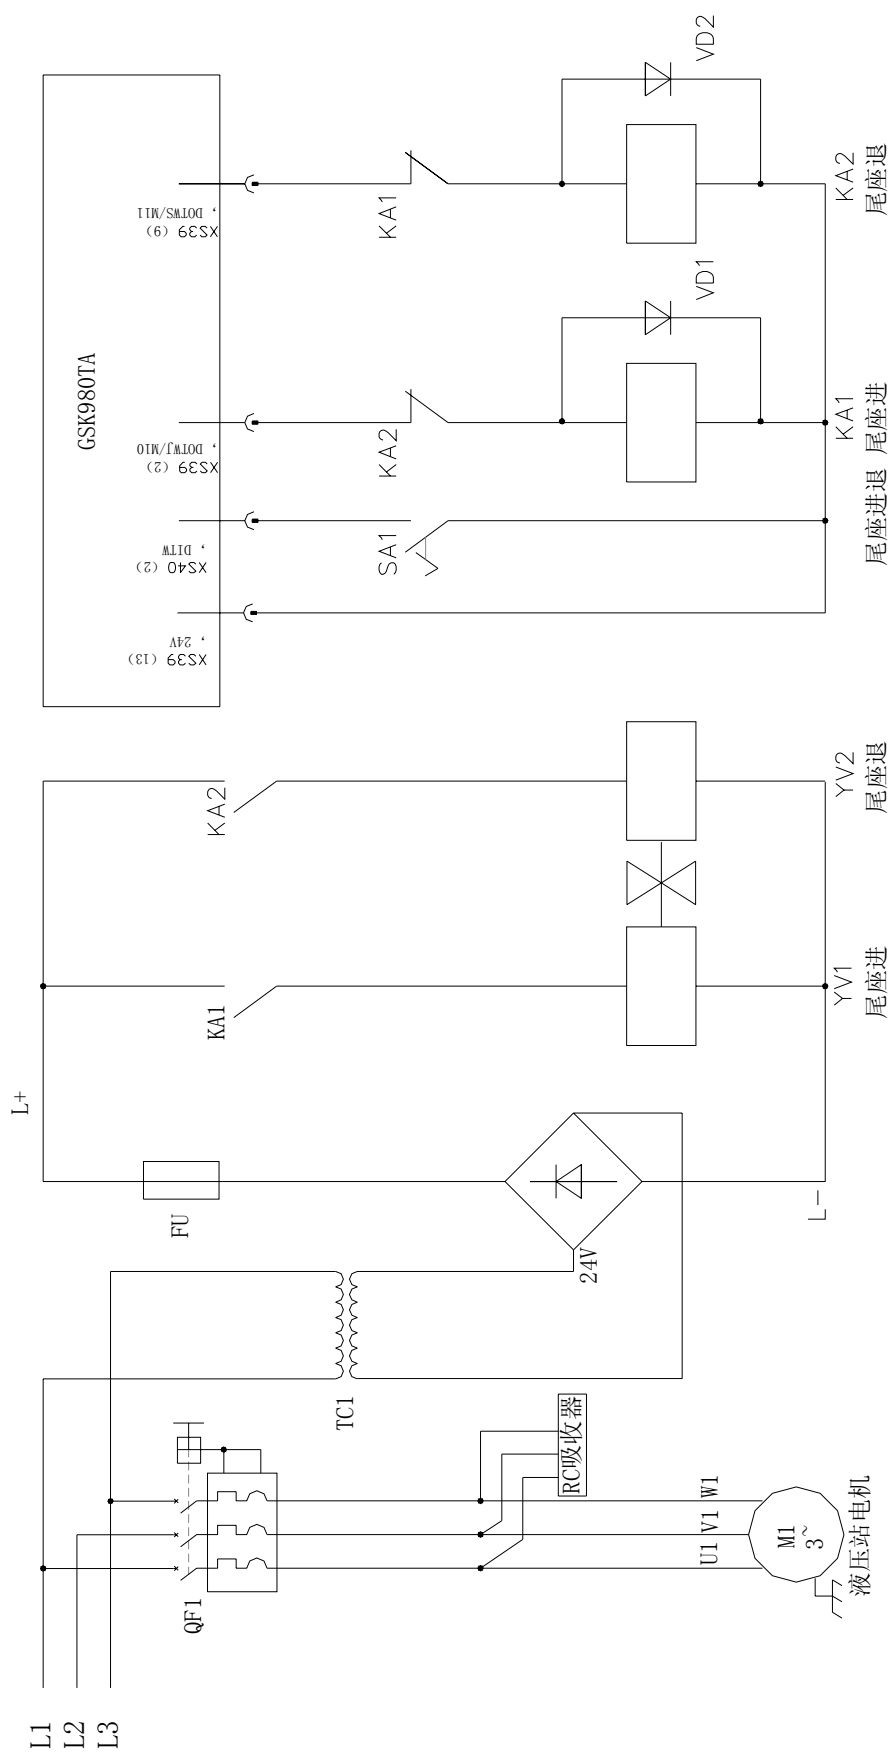 L1
L2
L3
QF1
U1
V1
W1
M1
3~
液压站电机
RC吸收器
TC1
24V
FU
L+
L-
KA1
YV1
尾座进
KA2
YV2
尾座退
GSK980TA
XS39 (13)
, 24V
XS40 (2)
, DITW
XS39 (2)
, DOTWJ/M10
XS39 (9)
, DOTWS/M11
SA1
尾座进退
KA2
VD1
KA1
尾座进
KA1
VD2
KA2
尾座退